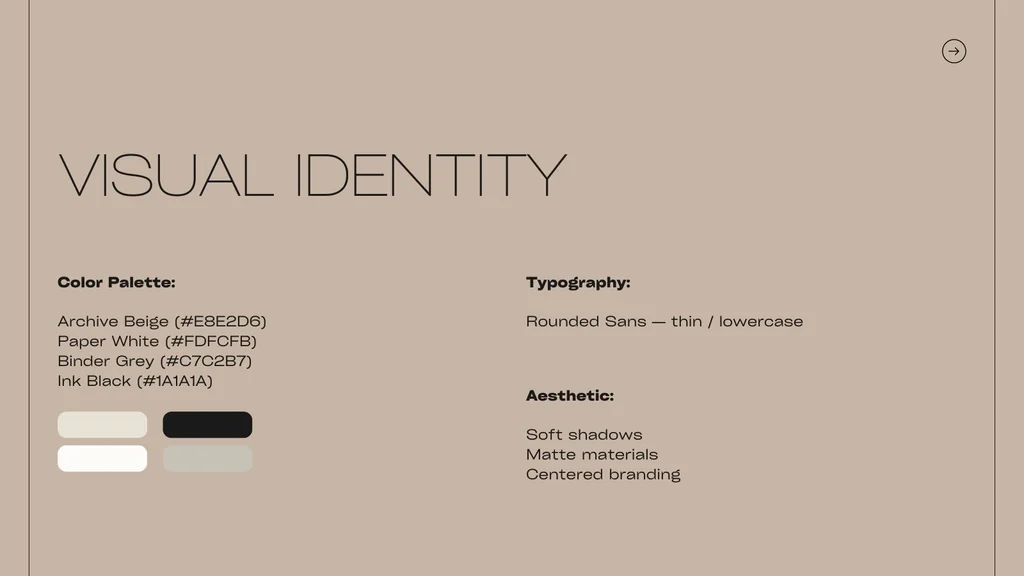 VISUAL IDENTITY
Color Palette:
Archive Beige (#E8E2D6)
Paper White (#FDFCFB)
Binder Grey (#C7C2B7)
Ink Black (#1A1A1A)
Typography:
Rounded Sans — thin / lowercase
Aesthetic:
Soft shadows
Matte materials
Centered branding